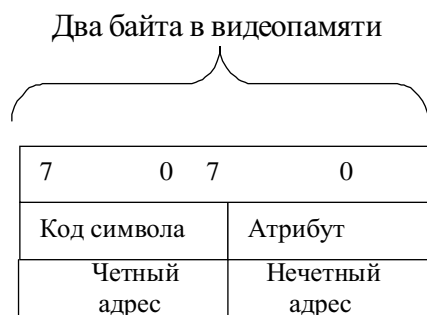 Два байта в видеопамяти
7 0 7 0
Код символа Атрибут
Четный Нечетный
адрес адрес